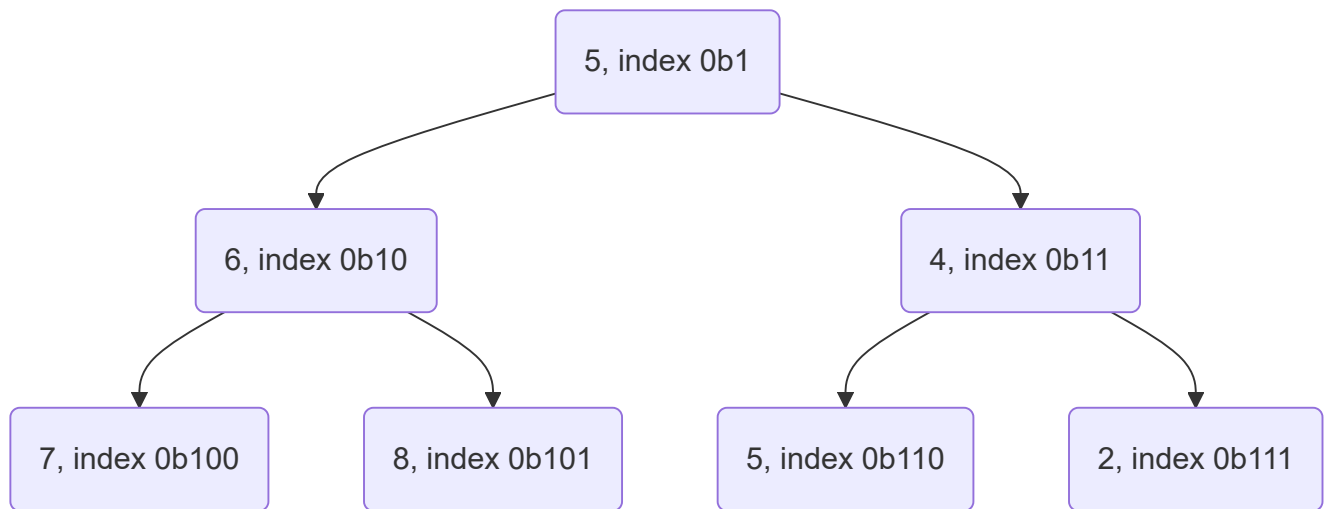 5, index 0b1
6, index 0b10
4, index 0b11
7, index 0b100
8, index 0b101
5, index 0b110
2, index 0b111